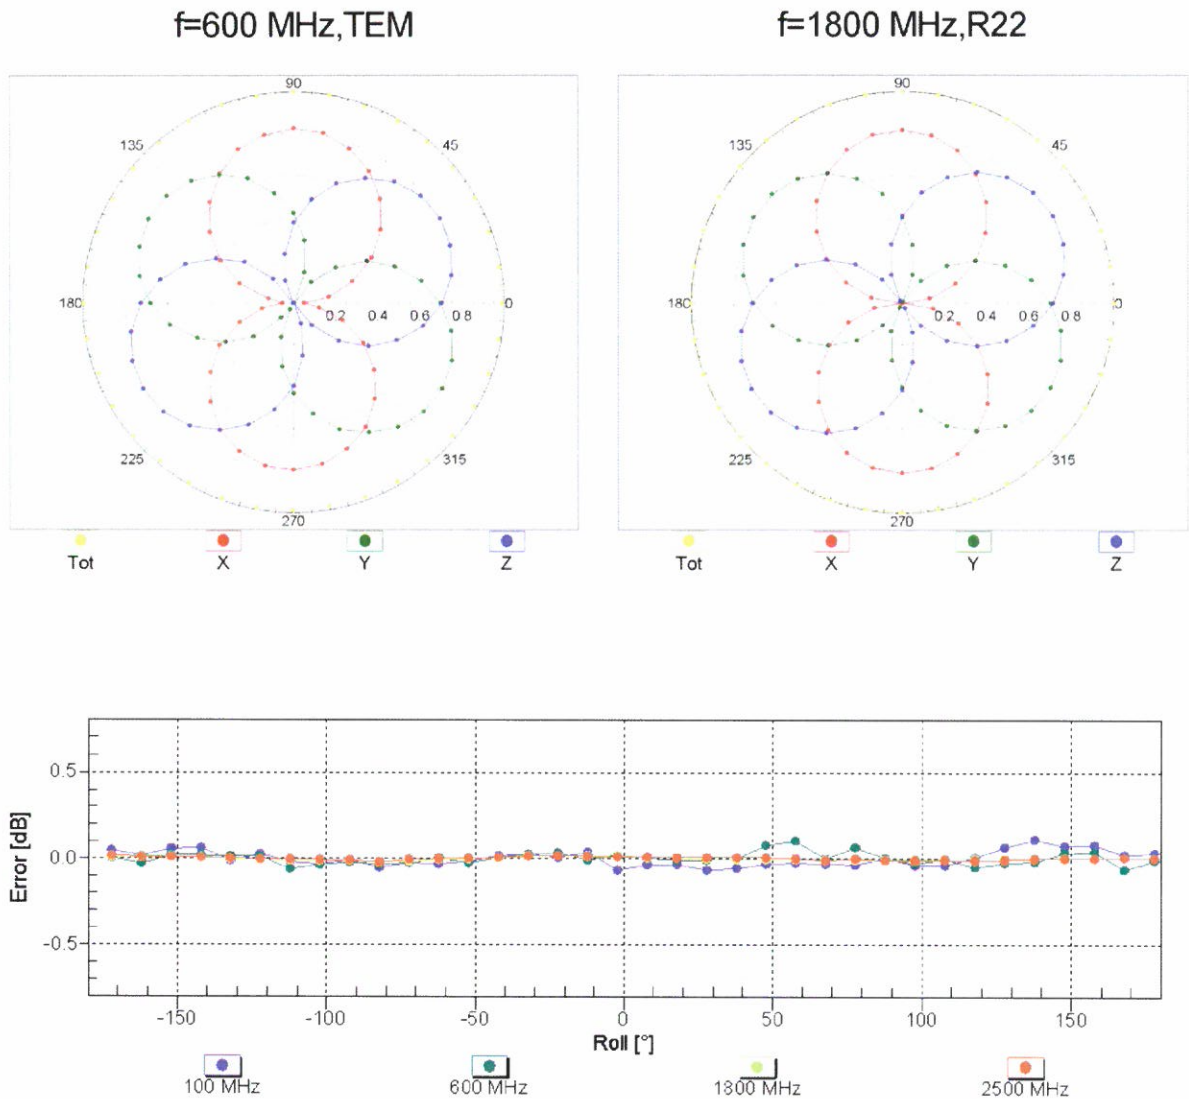 f=600 MHz,TEM
f=1800 MHz,R22
90
135
45
180
0
0.2 0.4 0.6 0.8
225
315
270
Tot
X
Y
Z
90
135
45
180
0
0.2 0.4 0.6 0.8
225
315
270
Tot
X
Y
Z
Error [dB]
0.5
0.0
-0.5
-150
-100
-50
0
50
100
150
Roll [°]
100 MHz
600 MHz
1800 MHz
2500 MHz